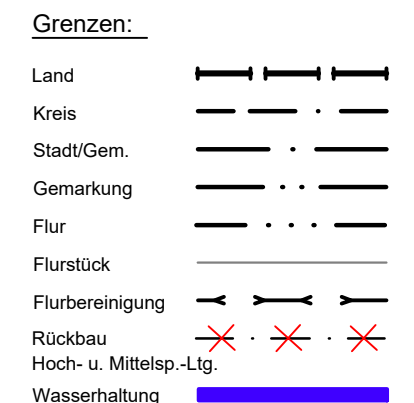 Grenzen:
Land
Kreis
Stadt/Gem.
Gemarkung
Flur
Flurstück
Flurbereinigung
Rückbau
Hoch- u. Mittelsp.-Ltg.
Wasserhaltung